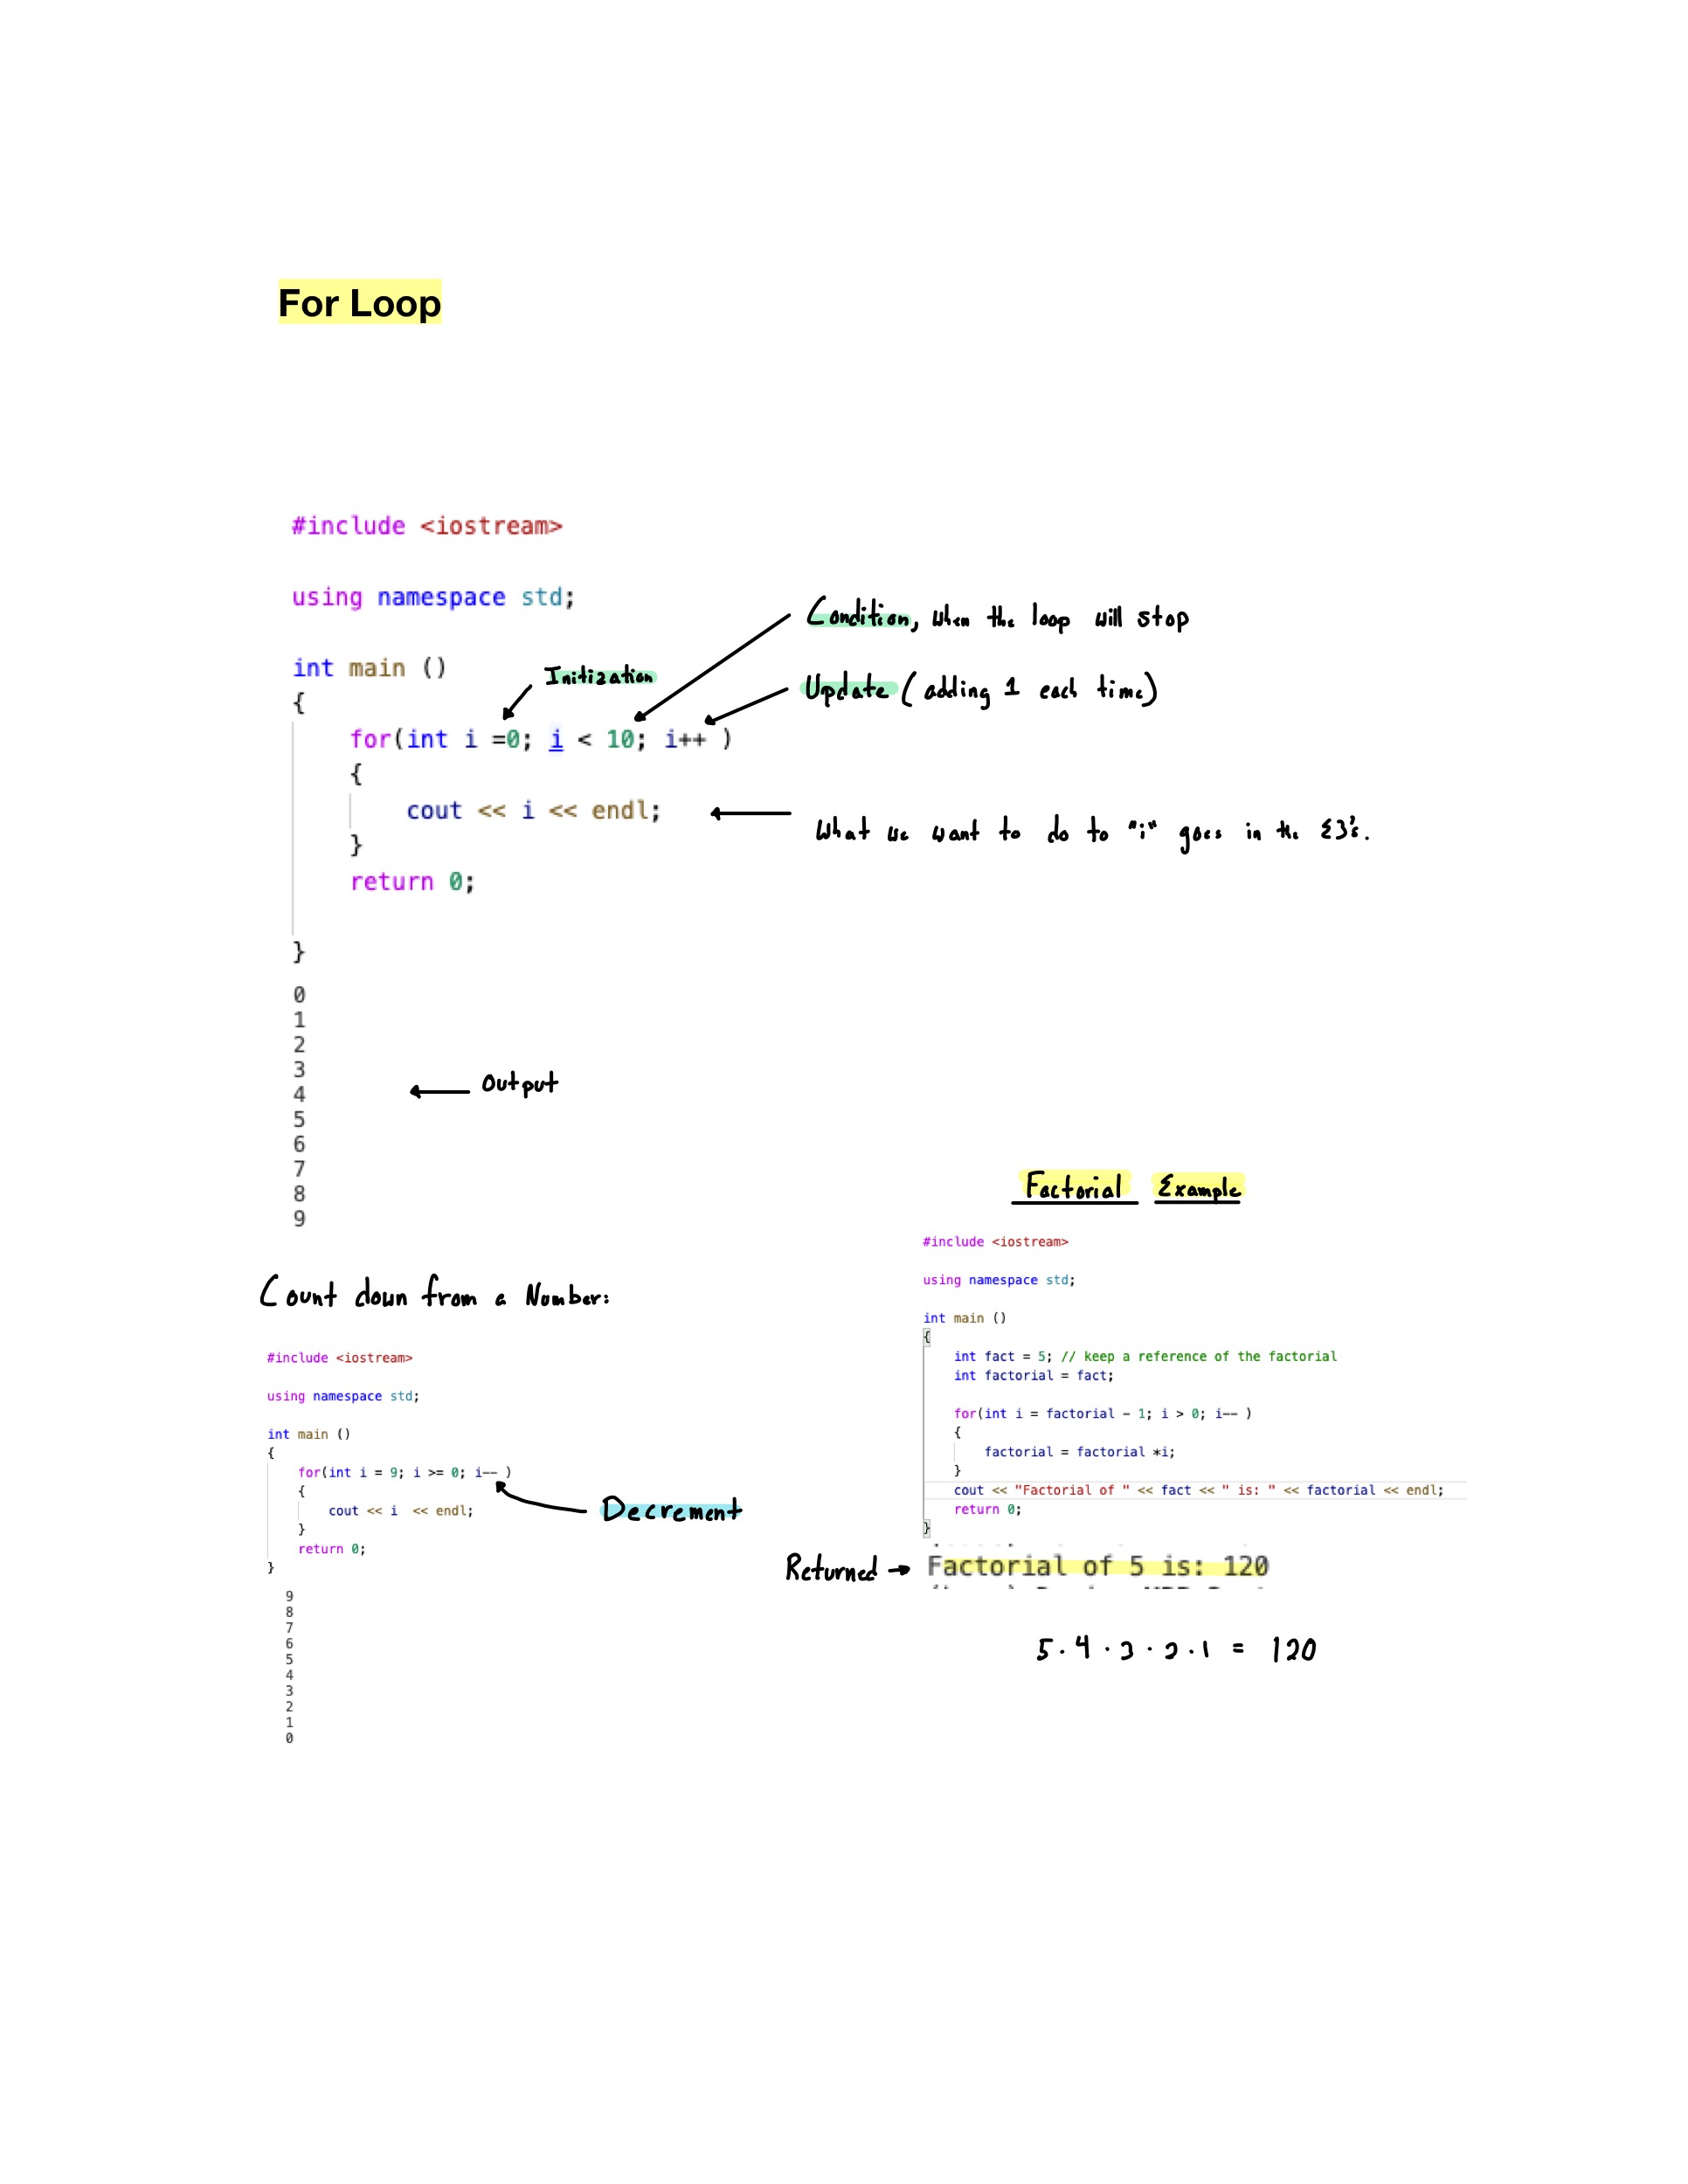 For Loop
#include <iostream>
using namespace std;
Condition, when the loop will stop
int main ()
Initization
Update (adding 1 each time)
{
for(int i =0; i < 10; i++ )
{
cout << i << endl;
What we want to do to "i" goes in the {}'s.
}
return 0;
}
0
1
2
3
4
5
6
7
8
9
Output
Count down from a Number:
#include <iostream>
using namespace std;
int main ()
{
for(int i = 9; i >= 0; i-- )
{
cout << i  << endl;
}
return 0;
}
Decrement
9
8
7
6
5
4
3
2
1
0
Factorial Example
#include <iostream>
using namespace std;
int main ()
{
int fact = 5; // keep a reference of the factorial
int factorial = fact;
for(int i = factorial - 1; i > 0; i-- )
{
factorial = factorial *i;
}
cout << "Factorial of " << fact << " is: " << factorial << endl;
return 0;
}
Returned → Factorial of 5 is: 120
5 · 4 · 3 · 2 · 1 = 120